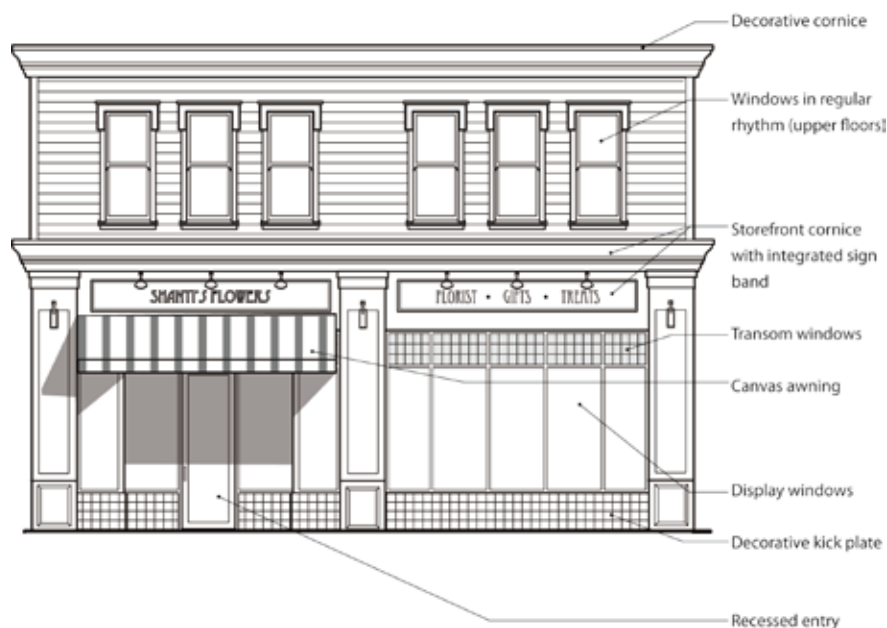 Decorative cornice
Windows in regular
rhythm (upper floors)
Storefront cornice
with integrated sign
band
SHANTI'S FLOWERS
FLORIST • GIFTS • TREATS
Transom windows
Canvas awning
Display windows
Decorative kick plate
Recessed entry